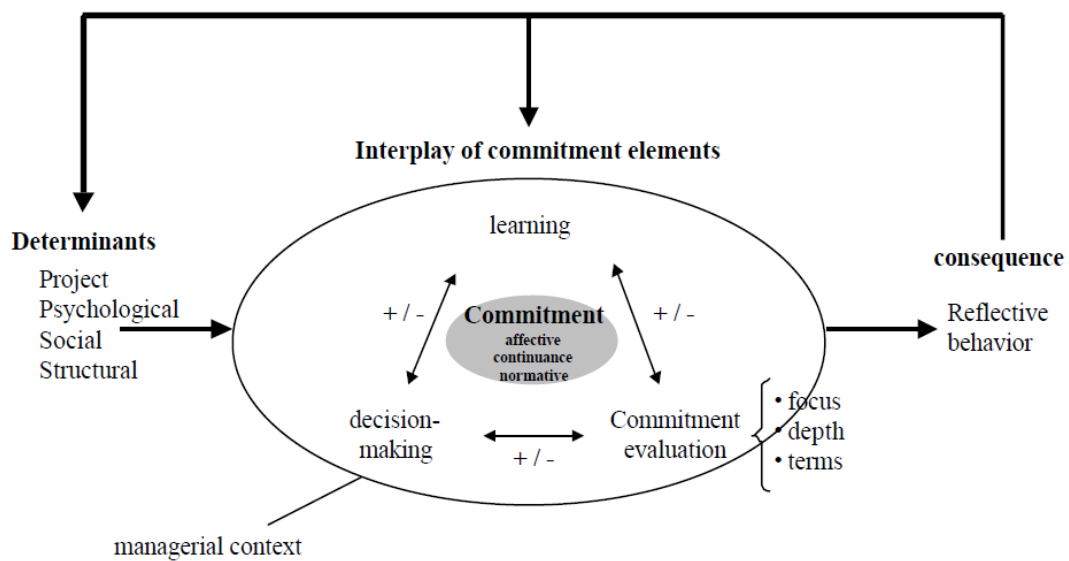 Interplay of commitment elements
learning
Determinants
Project
Psychological
Social
Structural
consequence
Reflective
behavior
+ / -
Commitment
affective
continuance
normative
+ / -
decision-
making
+ / -
Commitment
evaluation
• focus
• depth
• terms
managerial context